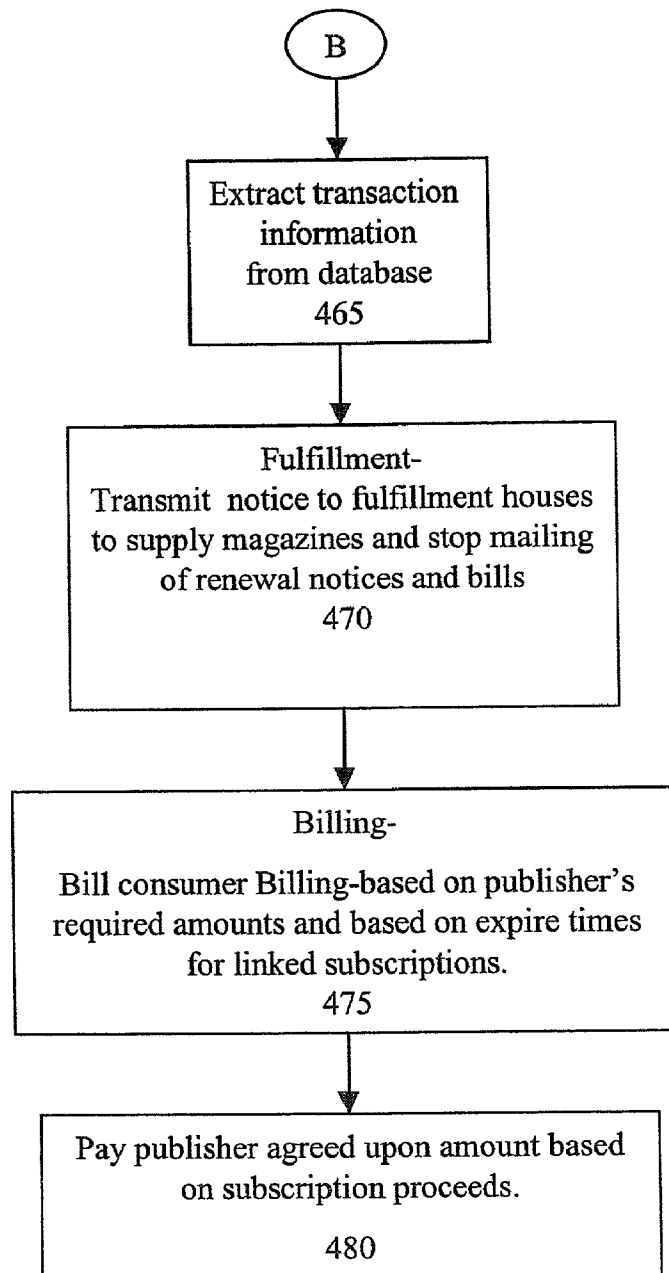 B
Extract transaction
information
from database
465
Fulfillment-
Transmit notice to fulfillment houses
to supply magazines and stop mailing
of renewal notices and bills
470
Billing-
Bill consumer Billing-based on publisher's
required amounts and based on expire times
for linked subscriptions.
475
Pay publisher agreed upon amount based
on subscription proceeds.
480